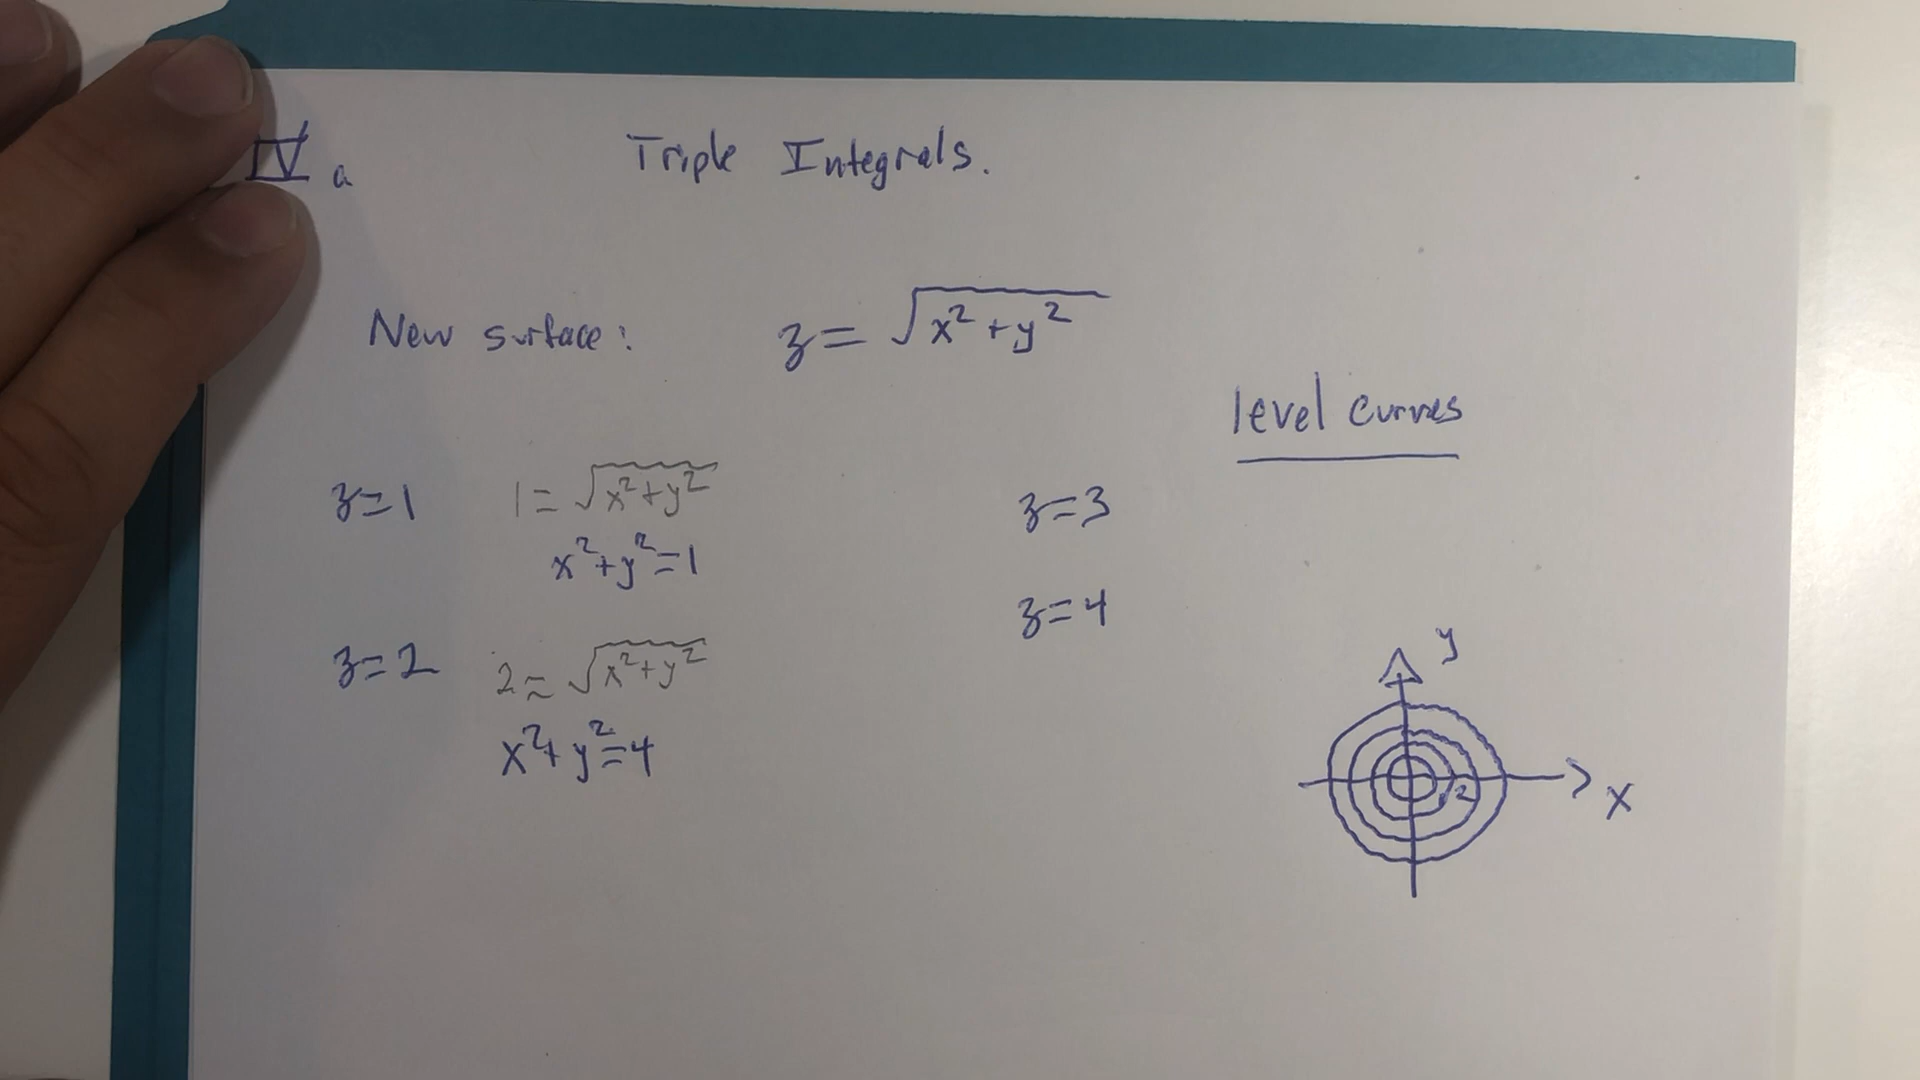 IV a
Triple Integrals.
New surface: z = √(x²+y²)
level curves
z=1 1 = √(x²+y²)
x²+y²=1
z=2 2 = √(x²+y²)
x²+y²=4
z=3
z=4
y
2
x